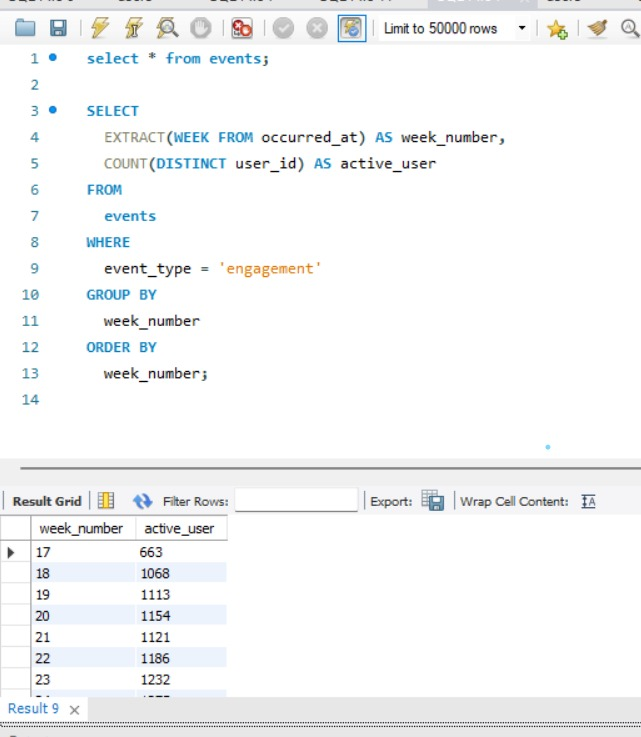 Limit to 50000 rows
1 select * from events;
2
3 SELECT
4 EXTRACT(WEEK FROM occurred_at) AS week_number,
5 COUNT(DISTINCT user_id) AS active_user
6 FROM
7 events
8 WHERE
9 event_type = 'engagement'
10 GROUP BY
11 week_number
12 ORDER BY
13 week_number;
14
Result Grid Filter Rows: Export: Wrap Cell Content: IA
week_number active_user
17 663
18 1068
19 1113
20 1154
21 1121
22 1186
23 1232
Result 9 ×